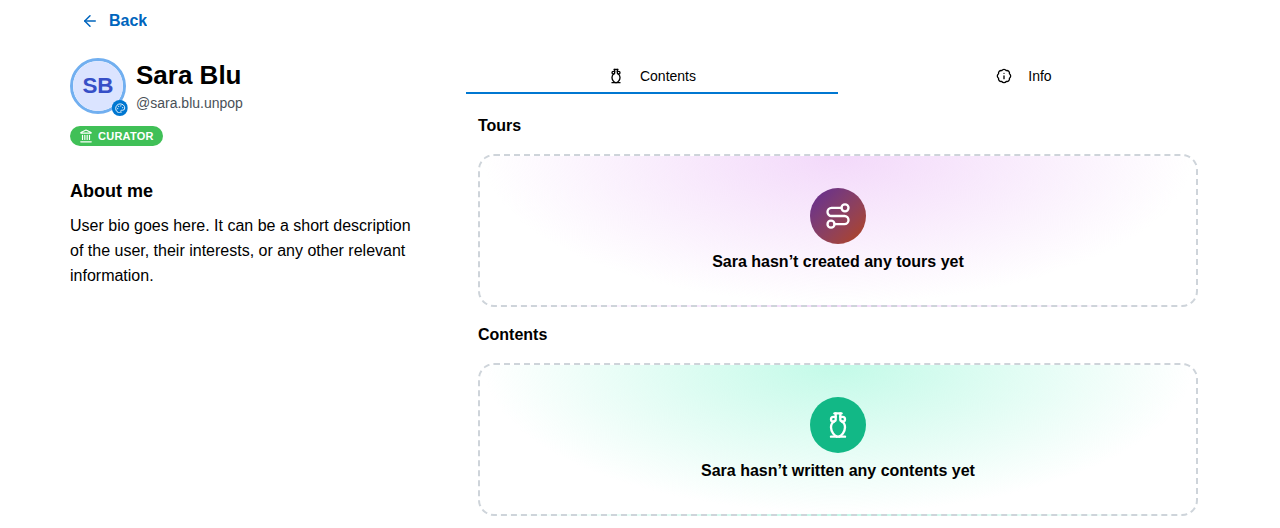 Back
SB
Sara Blu
@sara.blu.unpop
CURATOR
About me
User bio goes here. It can be a short description
of the user, their interests, or any other relevant
information.
Contents
Info
Tours
Sara hasn’t created any tours yet
Contents
Sara hasn’t written any contents yet